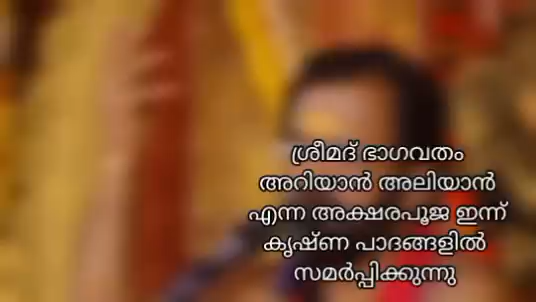 ശ്രീമദ് ഭാഗവതം
അറിയാൻ അലിയാൻ
എന്ന അക്ഷരപൂജ ഇന്ന്
കൃഷ്ണ പാദങ്ങളിൽ
സമർപ്പിക്കുന്നു